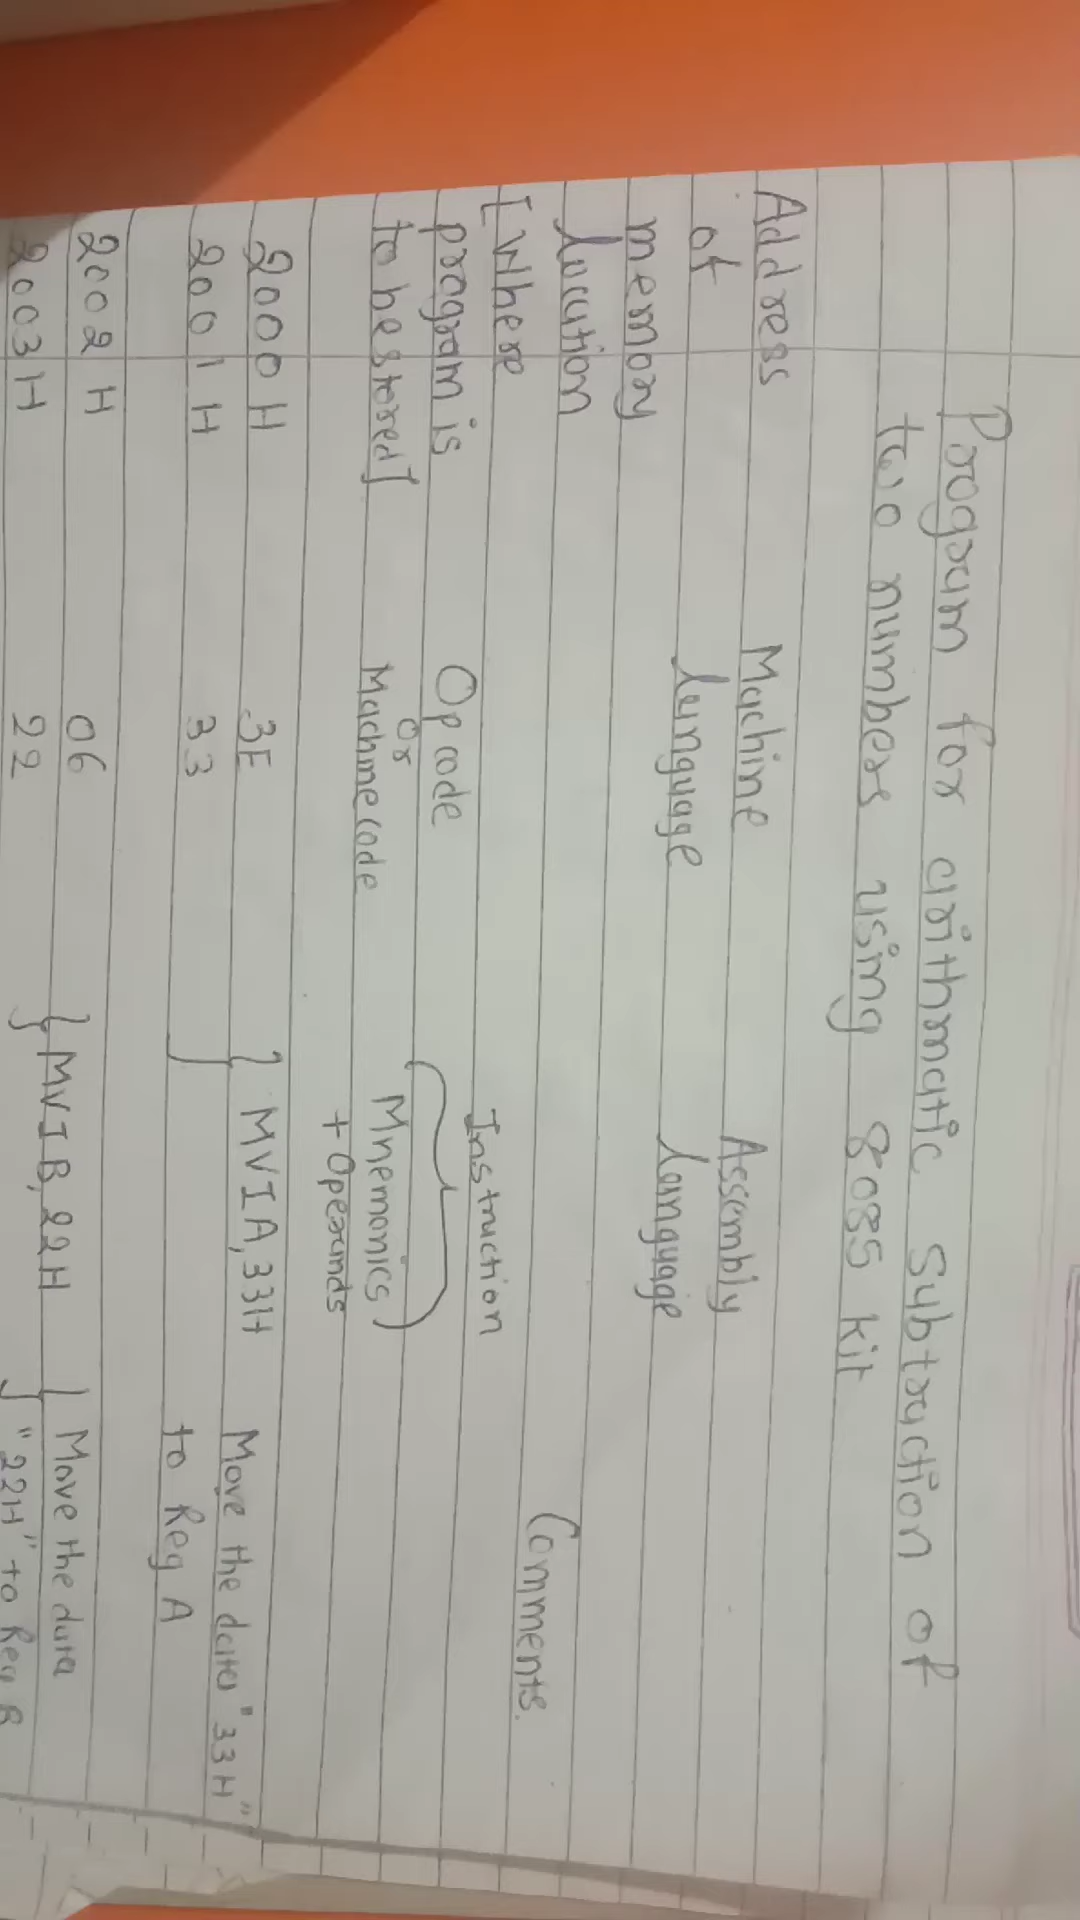 Program for arithmatic subtraction of
two numbers using 8085 kit
Address Machine Assembly
of language language
memory
location Comments.
[Where Instruction
program is Opcode
to be stored] or Mnemonics
Machine code + Operands
2000 H 3E MVI A, 33H Move the data "33H"
2001 H 33 to Reg A
2002 H 06 MVI B, 22H Move the data
2003 H 22 "22H" to Reg B